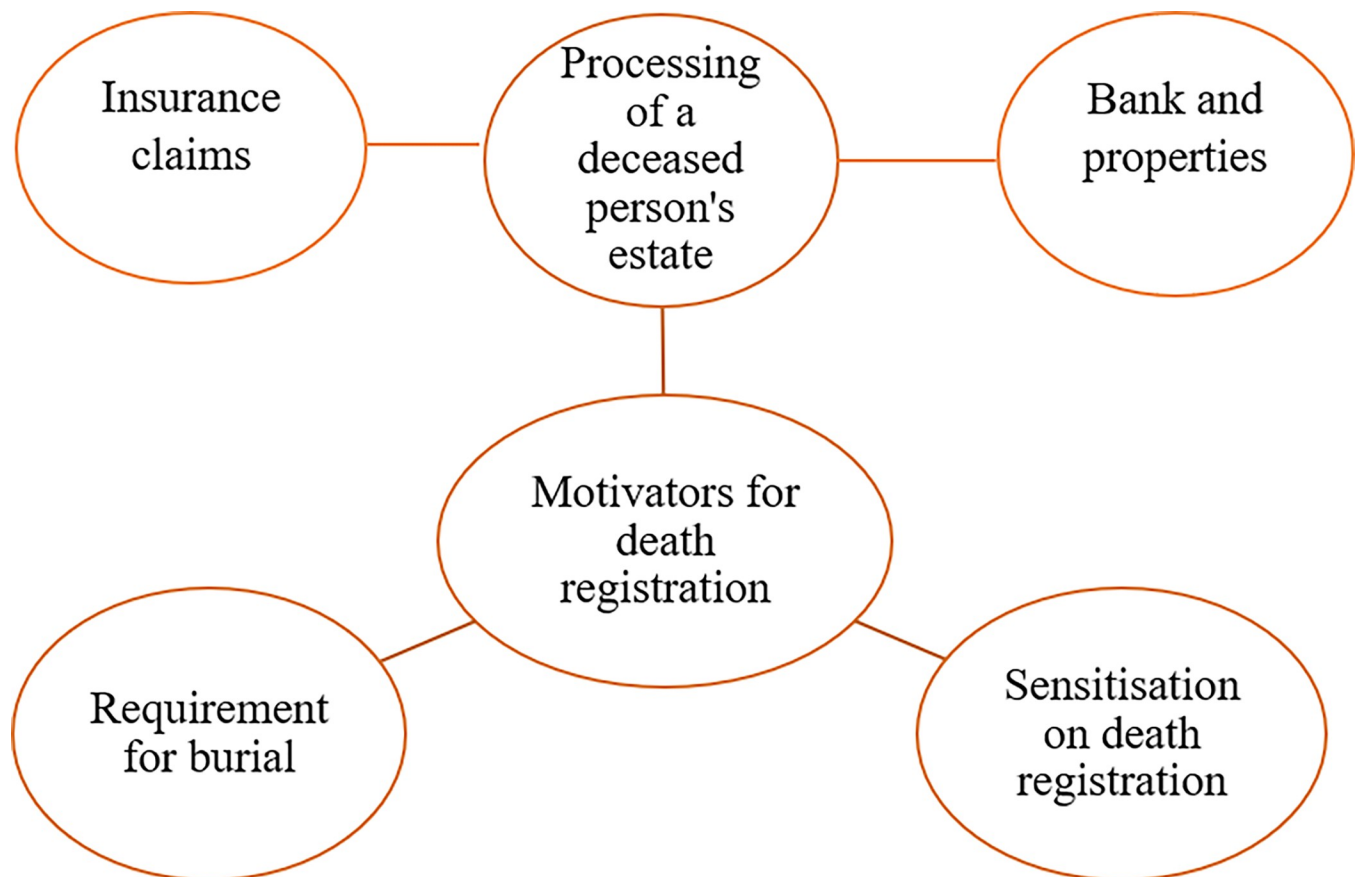 Insurance
claims
Processing
of a
deceased
person's
estate
Bank and
properties
Motivators for
death
registration
Requirement
for burial
Sensitisation
on death
registration